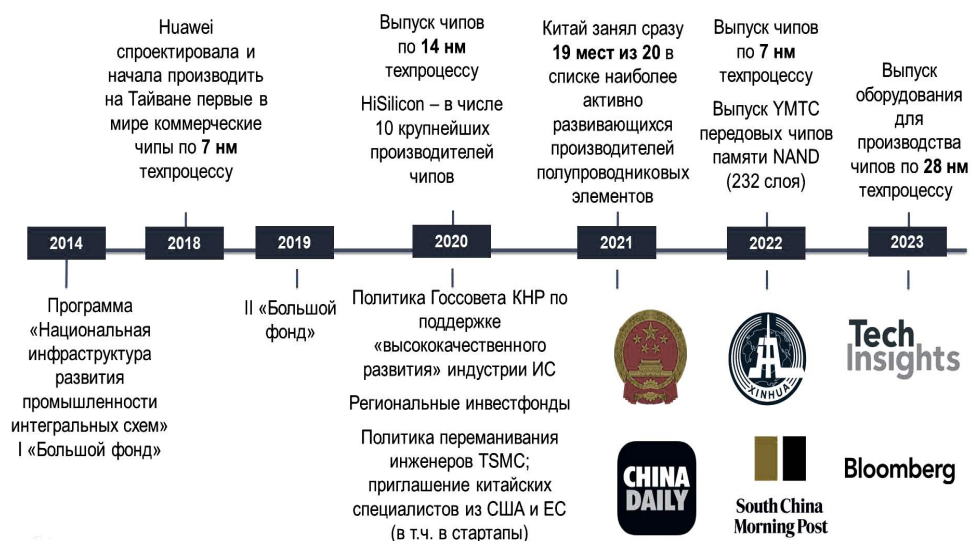 Huawei
спроектировала и
начала производить
на Тайване первые в
мире коммерческие
чипы по 7 нм
техпроцессу
Выпуск чипов
по 14 нм
техпроцессу
HiSilicon – в числе
10 крупнейших
производителей
чипов
Китай занял сразу
19 мест из 20 в
списке наиболее
активно
развивающихся
производителей
полупроводниковых
элементов
Выпуск чипов
по 7 нм
техпроцессу
Выпуск YMTC
передовых чипов
памяти NAND
(232 слоя)
Выпуск
оборудования
для
производства
чипов по 28 нм
техпроцессу
2014
2018
2019
2020
2021
2022
2023
Программа
«Национальная
инфраструктура
развития
промышленности
интегральных схем»
I «Большой фонд»
II «Большой
фонд»
Политика Госсовета КНР по
поддержке
«высококачественного
развития» индустрии ИС
Региональные инвестфонды
Политика переманивания
инженеров TSMC;
приглашение китайских
специалистов из США и ЕС
(в т.ч. в стартапы)
XINHUA
Tech
Insights
CHINA
DAILY
South China
Morning Post
Bloomberg